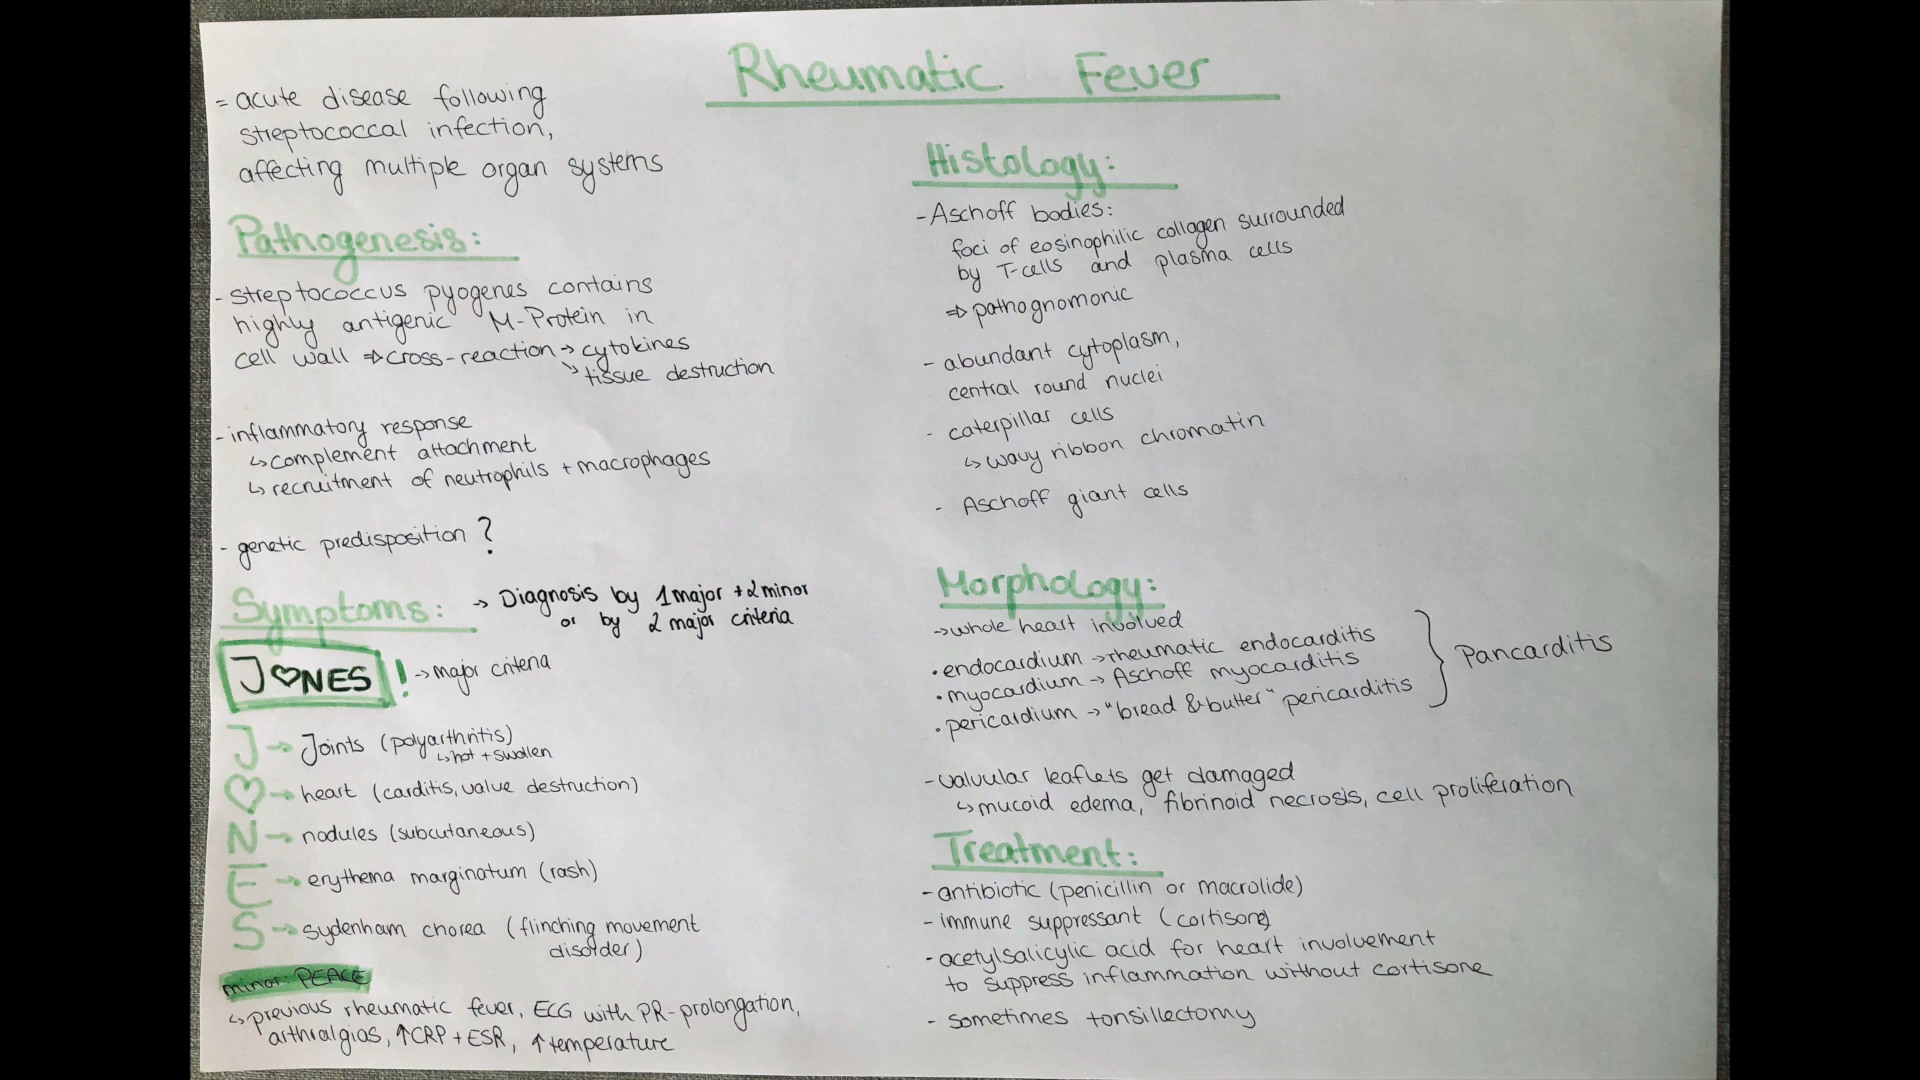 Rheumatic Fever
= acute disease following
streptococcal infection,
affecting multiple organ systems
Pathogenesis:
- streptococcus pyogenes contains
highly antigenic M-Protein in
cell wall ⇒ cross-reaction → cytokines
↘ tissue destruction
- inflammatory response
↳ complement attachment
↳ recruitment of neutrophils + macrophages
- genetic predisposition ?
Symptoms: → Diagnosis by 1 major + 2 minor
or by 2 major criteria
J♡NES ! → major criteria
J → Joints (polyarthritis)
↳ hot + swollen
♡ → heart (carditis, valve destruction)
N → nodules (subcutaneous)
E → erythema marginatum (rash)
S → sydenham chorea (flinching movement
disorder)
minor: PEACE
↳ previous rheumatic fever, ECG with PR-prolongation,
arthralgias, ↑CRP + ESR, ↑ temperature
Histology:
- Aschoff bodies:
foci of eosinophilic collagen surrounded
by T-cells and plasma cells
⇒ pathognomonic
- abundant cytoplasm,
central round nuclei
- caterpillar cells
↳ wavy ribbon chromatin
- Aschoff giant cells
Morphology:
→ whole heart involved
• endocardium → rheumatic endocarditis
• myocardium → Aschoff myocarditis
• pericardium → "bread & butter" pericarditis
} Pancarditis
- valvular leaflets get damaged
↳ mucoid edema, fibrinoid necrosis, cell proliferation
Treatment:
- antibiotic (penicillin or macrolide)
- immune suppressant (cortisone)
- acetylsalicylic acid for heart involvement
to suppress inflammation without cortisone
- sometimes tonsillectomy